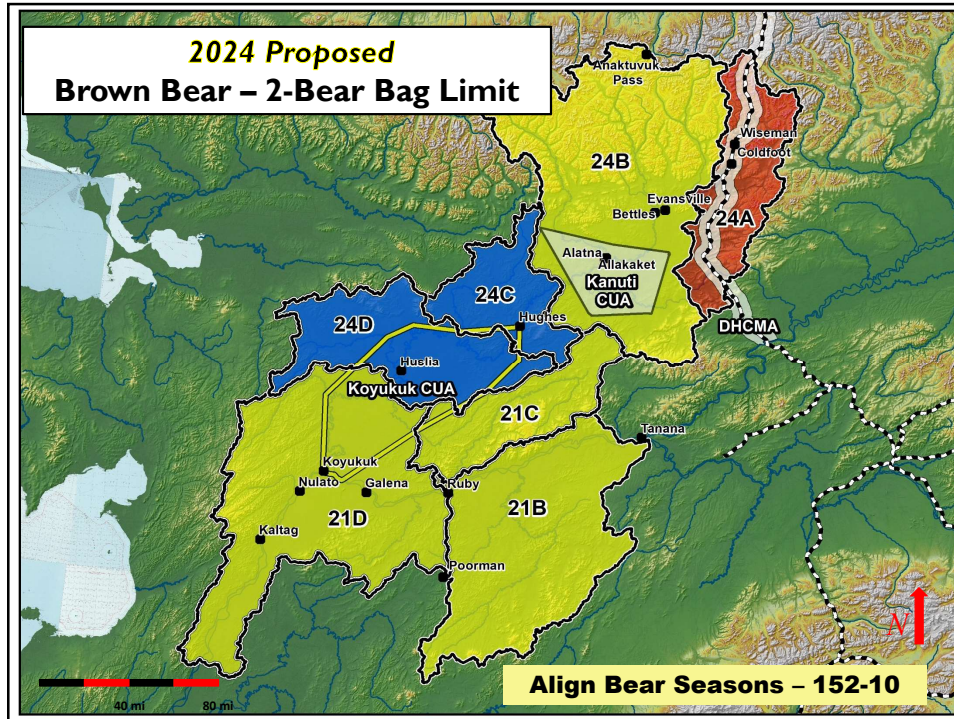 2024 Proposed
Brown Bear – 2-Bear Bag Limit
Anaktuvuk
Pass
Wiseman
Coldfoot
24B
Evansville
Bettles
24A
Alatna
Allakaket
Kanuti
CUA
24C
24D
Hughes
DHCMA
Huslia
Koyukuk CUA
21C
Tanana
Koyukuk
Nulato
Galena
Ruby
21B
21D
Kaltag
Poorman
N
Align Bear Seasons – 152-10
40 mi
80 mi